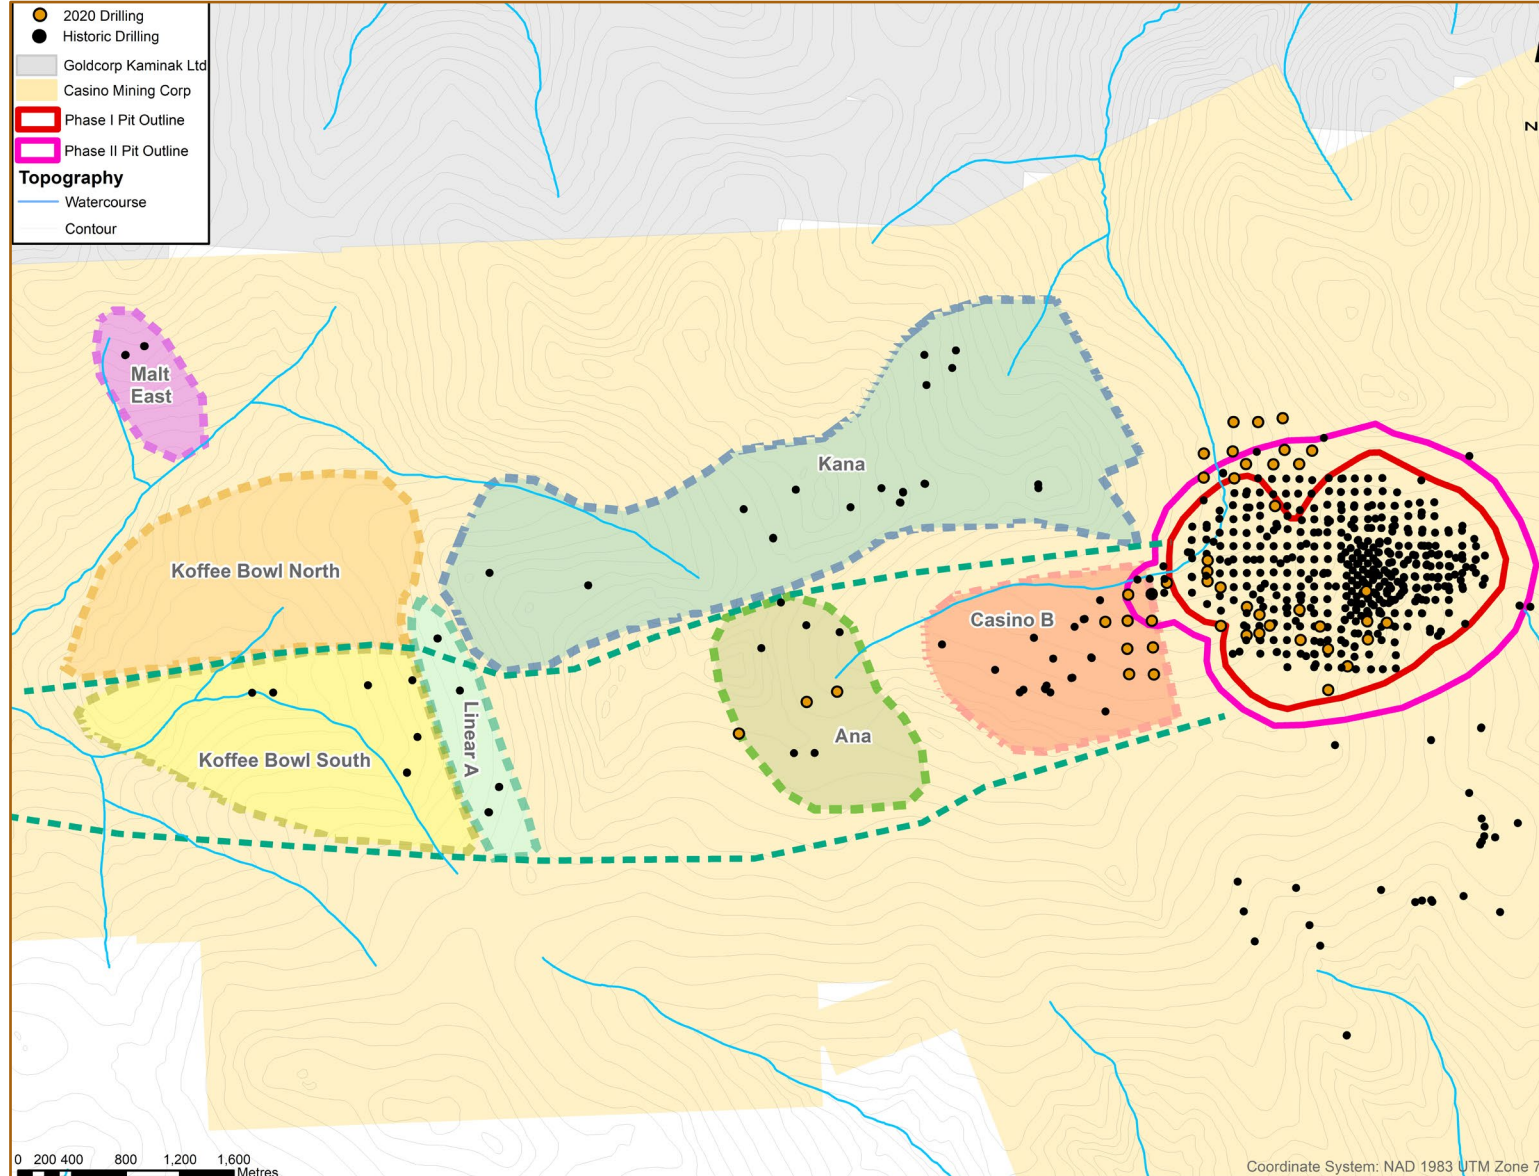 2020 Drilling
Historic Drilling
Goldcorp Kaminak Ltd
Casino Mining Corp
Phase I Pit Outline
Phase II Pit Outline
Topography
Watercourse
Contour
Z
Malt
East
Kana
Koffee Bowl North
Casino B
Linear A
Ana
Koffee Bowl South
0 200 400 800 1,200 1,600
Metres
Coordinate System: NAD 1983 UTM Zone 7